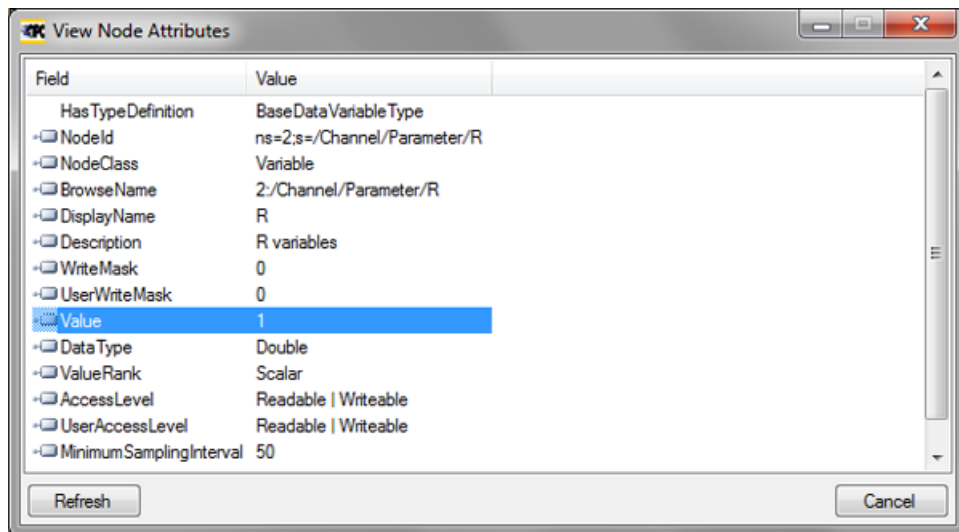 View Node Attributes
Field Value
HasTypeDefinition BaseDataVariableType
NodeId ns=2;s=/Channel/Parameter/R
NodeClass Variable
BrowseName 2:/Channel/Parameter/R
DisplayName R
Description R variables
WriteMask 0
UserWriteMask 0
Value 1
DataType Double
ValueRank Scalar
AccessLevel Readable | Writeable
UserAccessLevel Readable | Writeable
MinimumSamplingInterval 50
Refresh Cancel